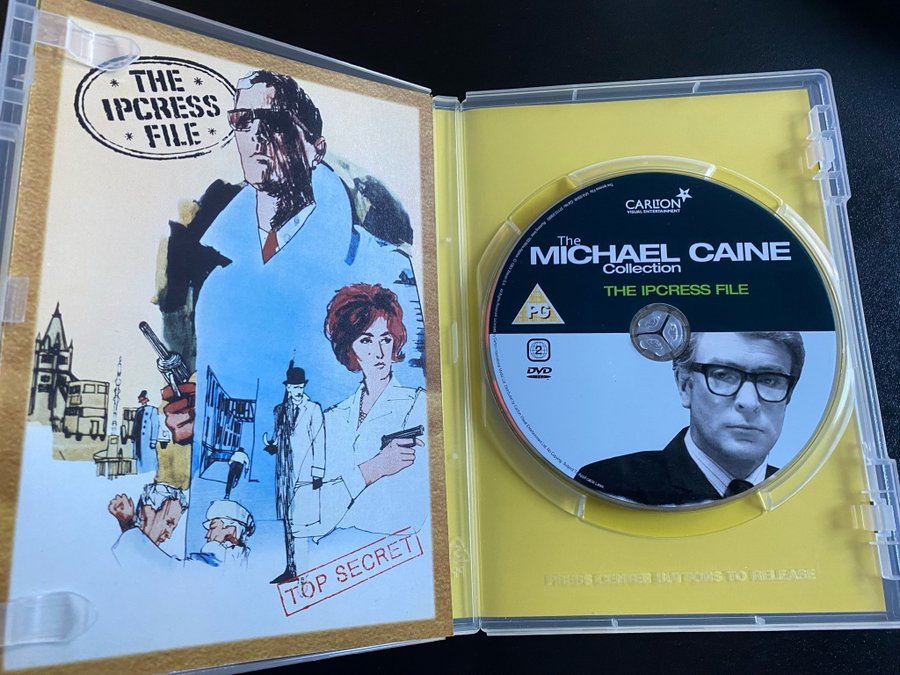 THE
IPCRESS
FILE
TOP SECRET
CARLTON
VISUAL ENTERTAINMENT
The
MICHAEL CAINE
Collection
THE IPCRESS FILE
PG
2
DVD
VIDEO
PRESS CENTER BUTTONS TO RELEASE